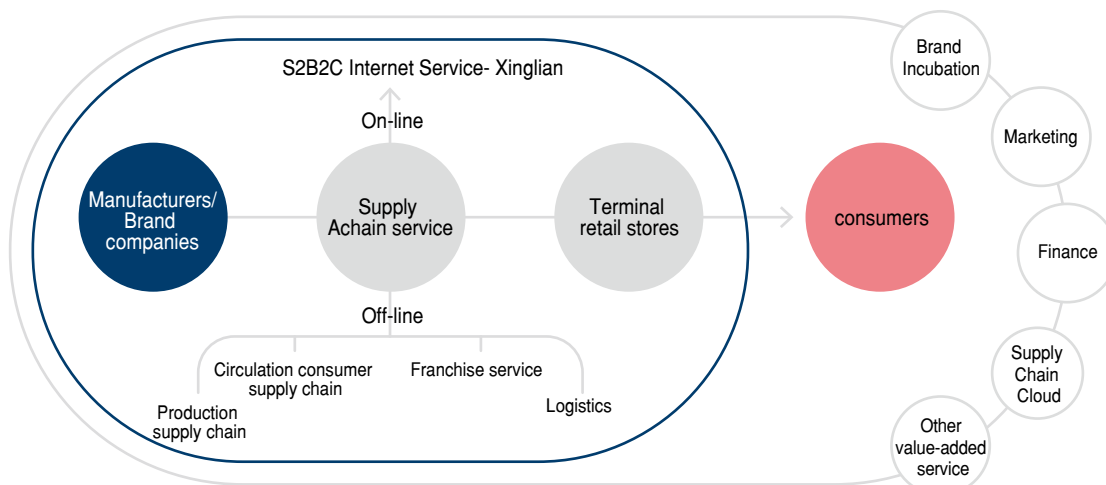 S2B2C Internet Service- Xinglian
On-line
Manufacturers/
Brand
companies
Supply
Achain service
Terminal
retail stores
consumers
Off-line
Circulation consumer
supply chain
Franchise service
Production
supply chain
Logistics
Brand
Incubation
Marketing
Finance
Supply
Chain
Cloud
Other
value-added
service